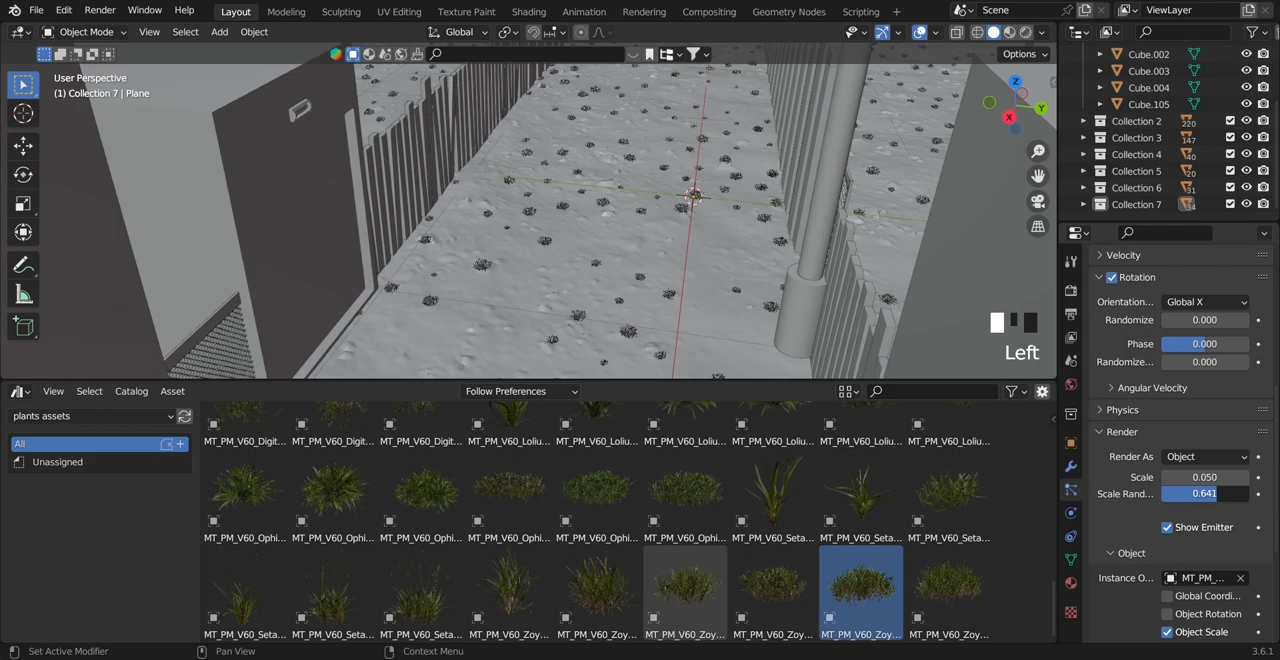 File Edit Render Window Help Layout Modeling Sculpting UV Editing Texture Paint Shading Animation Rendering Compositing Geometry Nodes Scripting + Scene ViewLayer
Object Mode View Select Add Object Global
Options
User Perspective
(1) Collection 7 | Plane
Z
Y
X
Left
Cube.002
Cube.003
Cube.004
Cube.105
Collection 2 220
Collection 3 147
Collection 4 40
Collection 5 20
Collection 6 31
Collection 7 34
Velocity
Rotation
Orientation... Global X
Randomize 0.000
Phase 0.000
Randomize... 0.000
Angular Velocity
Physics
Render
Render As Object
Scale 0.050
Scale Rand... 0.641
Show Emitter
Object
Instance O... MT_PM_...
Global Coordi...
Object Rotation
Object Scale
View Select Catalog Asset Follow Preferences
plants assets
All
Unassigned
MT_PM_V60_Digit... MT_PM_V60_Digit... MT_PM_V60_Digit... MT_PM_V60_Loliu... MT_PM_V60_Loliu... MT_PM_V60_Loliu... MT_PM_V60_Loliu... MT_PM_V60_Loliu... MT_PM_V60_Loliu...
MT_PM_V60_Ophi... MT_PM_V60_Ophi... MT_PM_V60_Ophi... MT_PM_V60_Ophi... MT_PM_V60_Ophi... MT_PM_V60_Ophi... MT_PM_V60_Seta... MT_PM_V60_Seta... MT_PM_V60_Seta...
MT_PM_V60_Seta... MT_PM_V60_Seta... MT_PM_V60_Seta... MT_PM_V60_Zoy... MT_PM_V60_Zoy... MT_PM_V60_Zoy... MT_PM_V60_Zoy... MT_PM_V60_Zoy... MT_PM_V60_Zoy...
Set Active Modifier Pan View Context Menu 3.6.1